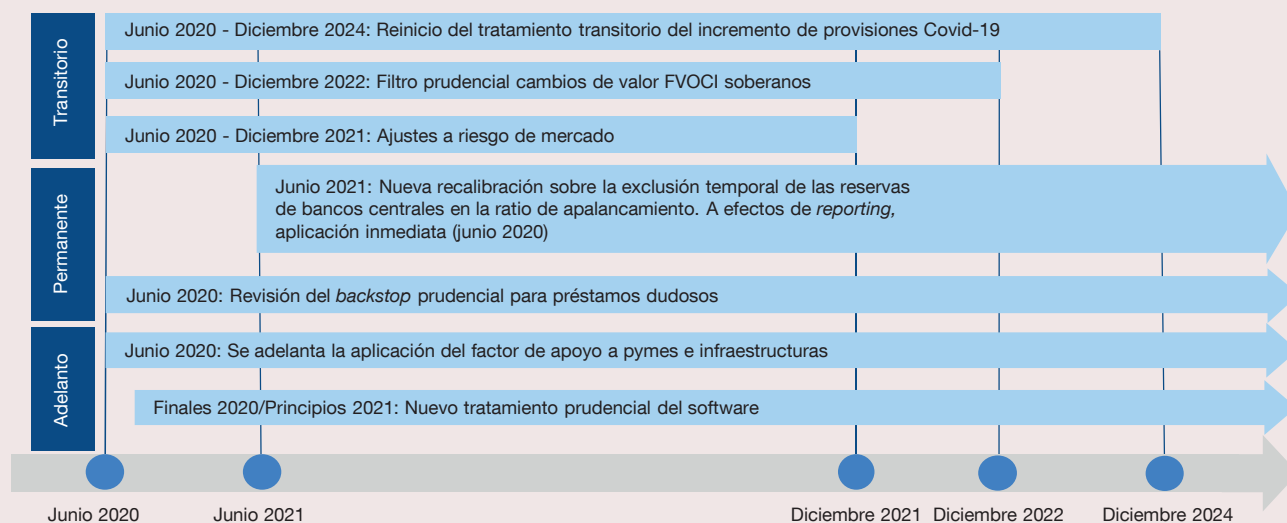 Transitorio
Junio 2020 - Diciembre 2024: Reinicio del tratamiento transitorio del incremento de provisiones Covid-19
Junio 2020 - Diciembre 2022: Filtro prudencial cambios de valor FVOCI soberanos
Junio 2020 - Diciembre 2021: Ajustes a riesgo de mercado
Permanente
Junio 2021: Nueva recalibración sobre la exclusión temporal de las reservas
de bancos centrales en la ratio de apalancamiento. A efectos de reporting,
aplicación inmediata (junio 2020)
Junio 2020: Revisión del backstop prudencial para préstamos dudosos
Adelanto
Junio 2020: Se adelanta la aplicación del factor de apoyo a pymes e infraestructuras
Finales 2020/Principios 2021: Nuevo tratamiento prudencial del software
Junio 2020
Junio 2021
Diciembre 2021
Diciembre 2022
Diciembre 2024